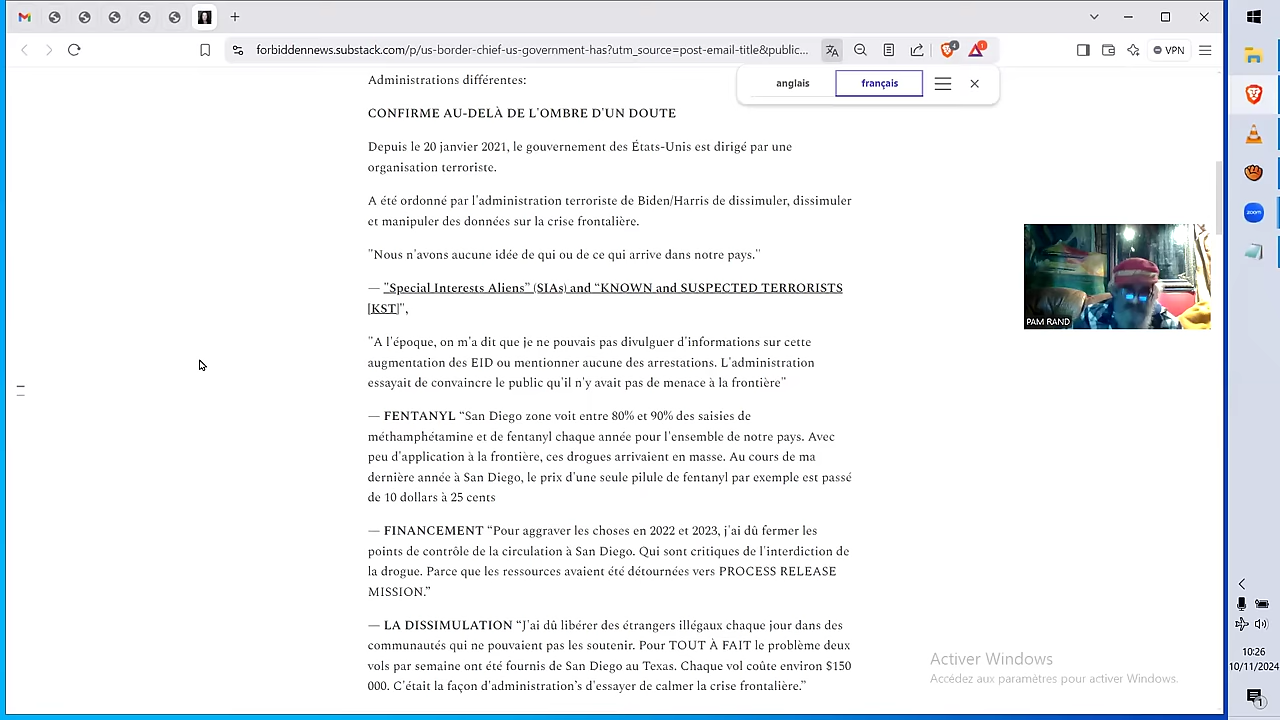 forbiddennews.substack.com/p/us-border-chief-us-government-has?utm_source=post-email-title&public...
4
1
VPN
anglais
français
Administrations différentes:
CONFIRME AU-DELÀ DE L'OMBRE D'UN DOUTE
Depuis le 20 janvier 2021, le gouvernement des États-Unis est dirigé par une
organisation terroriste.
A été ordonné par l'administration terroriste de Biden/Harris de dissimuler, dissimuler
et manipuler des données sur la crise frontalière.
"Nous n'avons aucune idée de qui ou de ce qui arrive dans notre pays."
— "Special Interests Aliens" (SIAs) and “KNOWN and SUSPECTED TERRORISTS
[KST]",
"A l'époque, on m'a dit que je ne pouvais pas divulguer d'informations sur cette
augmentation des EID ou mentionner aucune des arrestations. L'administration
essayait de convaincre le public qu'il n'y avait pas de menace à la frontière"
— FENTANYL “San Diego zone voit entre 80% et 90% des saisies de
méthamphétamine et de fentanyl chaque année pour l'ensemble de notre pays. Avec
peu d'application à la frontière, ces drogues arrivaient en masse. Au cours de ma
dernière année à San Diego, le prix d'une seule pilule de fentanyl par exemple est passé
de 10 dollars à 25 cents
— FINANCEMENT “Pour aggraver les choses en 2022 et 2023, j'ai dû fermer les
points de contrôle de la circulation à San Diego. Qui sont critiques de l'interdiction de
la drogue. Parce que les ressources avaient été détournées vers PROCESS RELEASE
MISSION.”
— LA DISSIMULATION “J'ai dû libérer des étrangers illégaux chaque jour dans des
communautés qui ne pouvaient pas les soutenir. Pour TOUT À FAIT le problème deux
vols par semaine ont été fournis de San Diego au Texas. Chaque vol coûte environ $150
000. C'était la façon d'administration’s d'essayer de calmer la crise frontalière.”
PAM RAND
zoom
Activer Windows
Accédez aux paramètres pour activer Windows.
10:26
10/11/2024
1